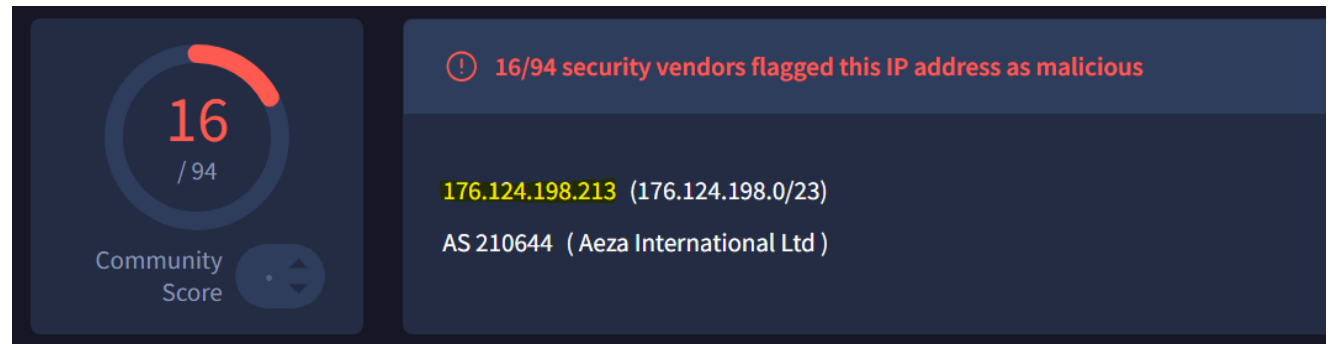 16
/ 94
Community
Score
16/94 security vendors flagged this IP address as malicious
176.124.198.213 (176.124.198.0/23)
AS 210644 ( Aeza International Ltd )